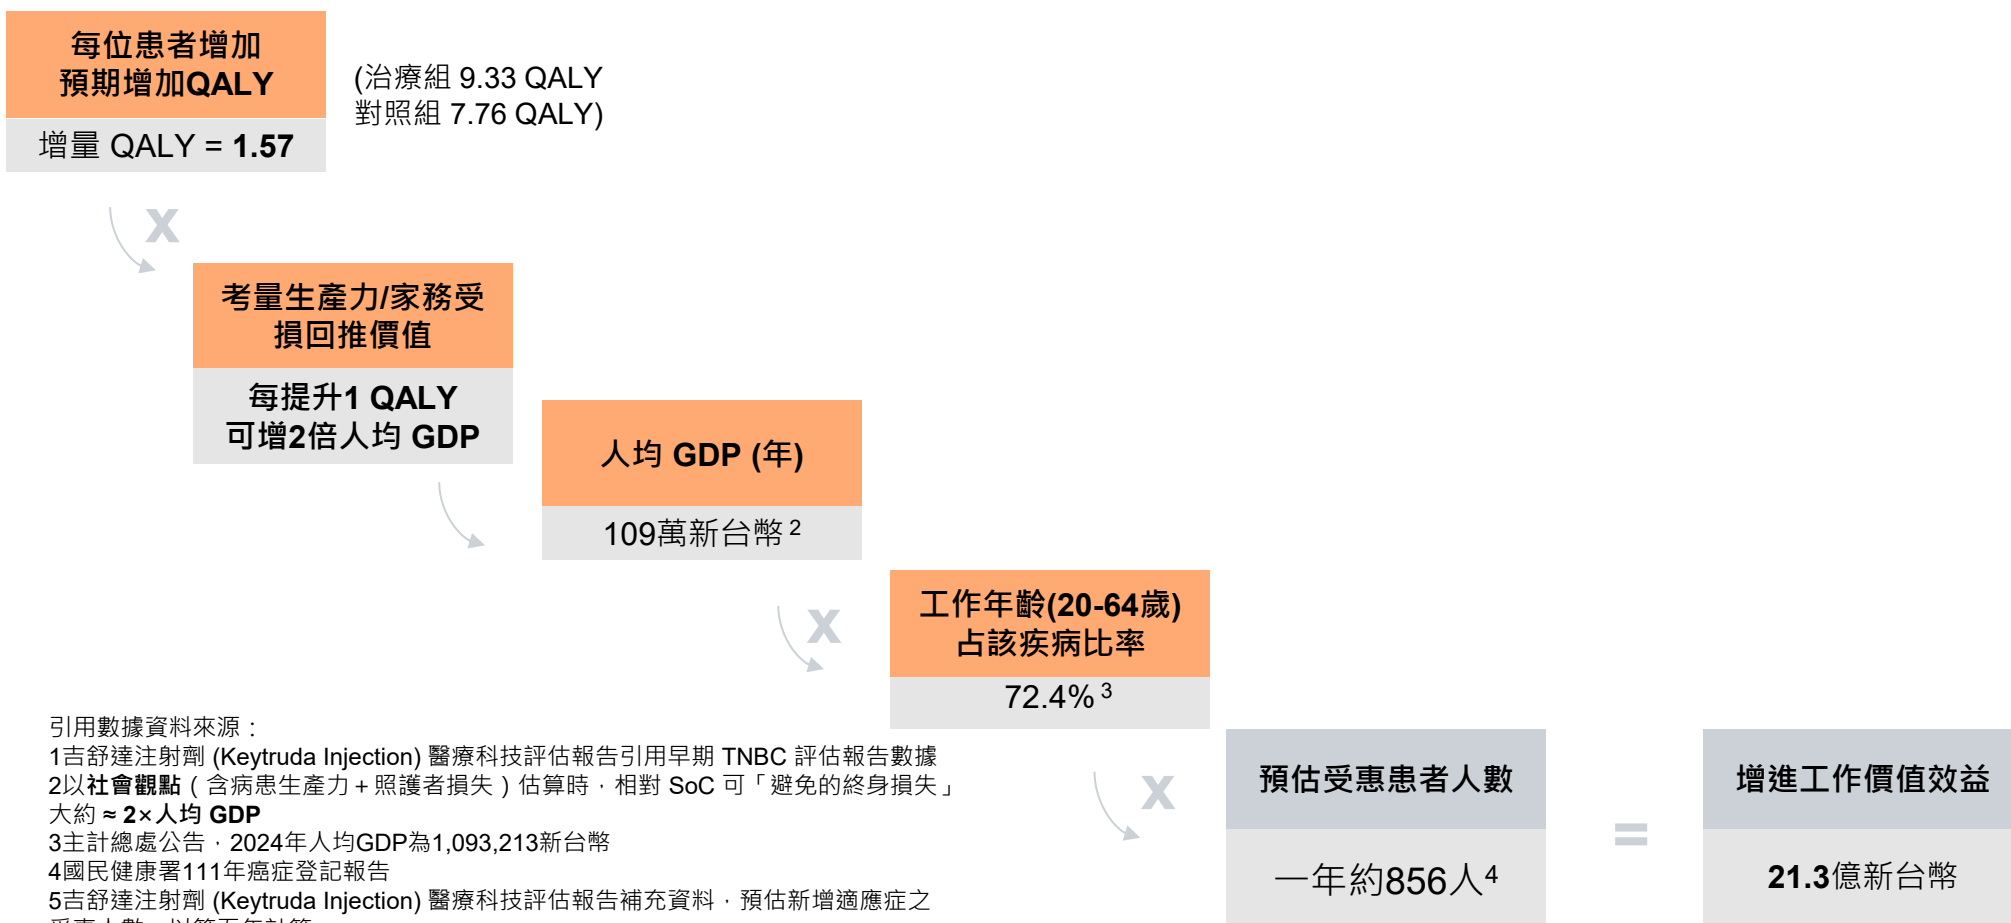 每位患者增加
預期增加QALY
增量 QALY = 1.57
(治療組 9.33 QALY
對照組 7.76 QALY)
X
考量生產力/家務受
損回推價值
每提升1 QALY
可增2倍人均 GDP
人均 GDP (年)
109萬新台幣 2
X
工作年齡(20-64歲)
占該疾病比率
72.4% 3
X
預估受惠患者人數
一年約856人4
=
增進工作價值效益
21.3億新台幣
引用數據資料來源：
1吉舒達注射劑 (Keytruda Injection) 醫療科技評估報告引用早期 TNBC 評估報告數據
2以社會觀點（含病患生產力＋照護者損失）估算時，相對 SoC 可「避免的終身損失」
大約 ≈ 2×人均 GDP
3主計總處公告，2024年人均GDP為1,093,213新台幣
4國民健康署111年癌症登記報告
5吉舒達注射劑 (Keytruda Injection) 醫療科技評估報告補充資料，預估新增適應症之